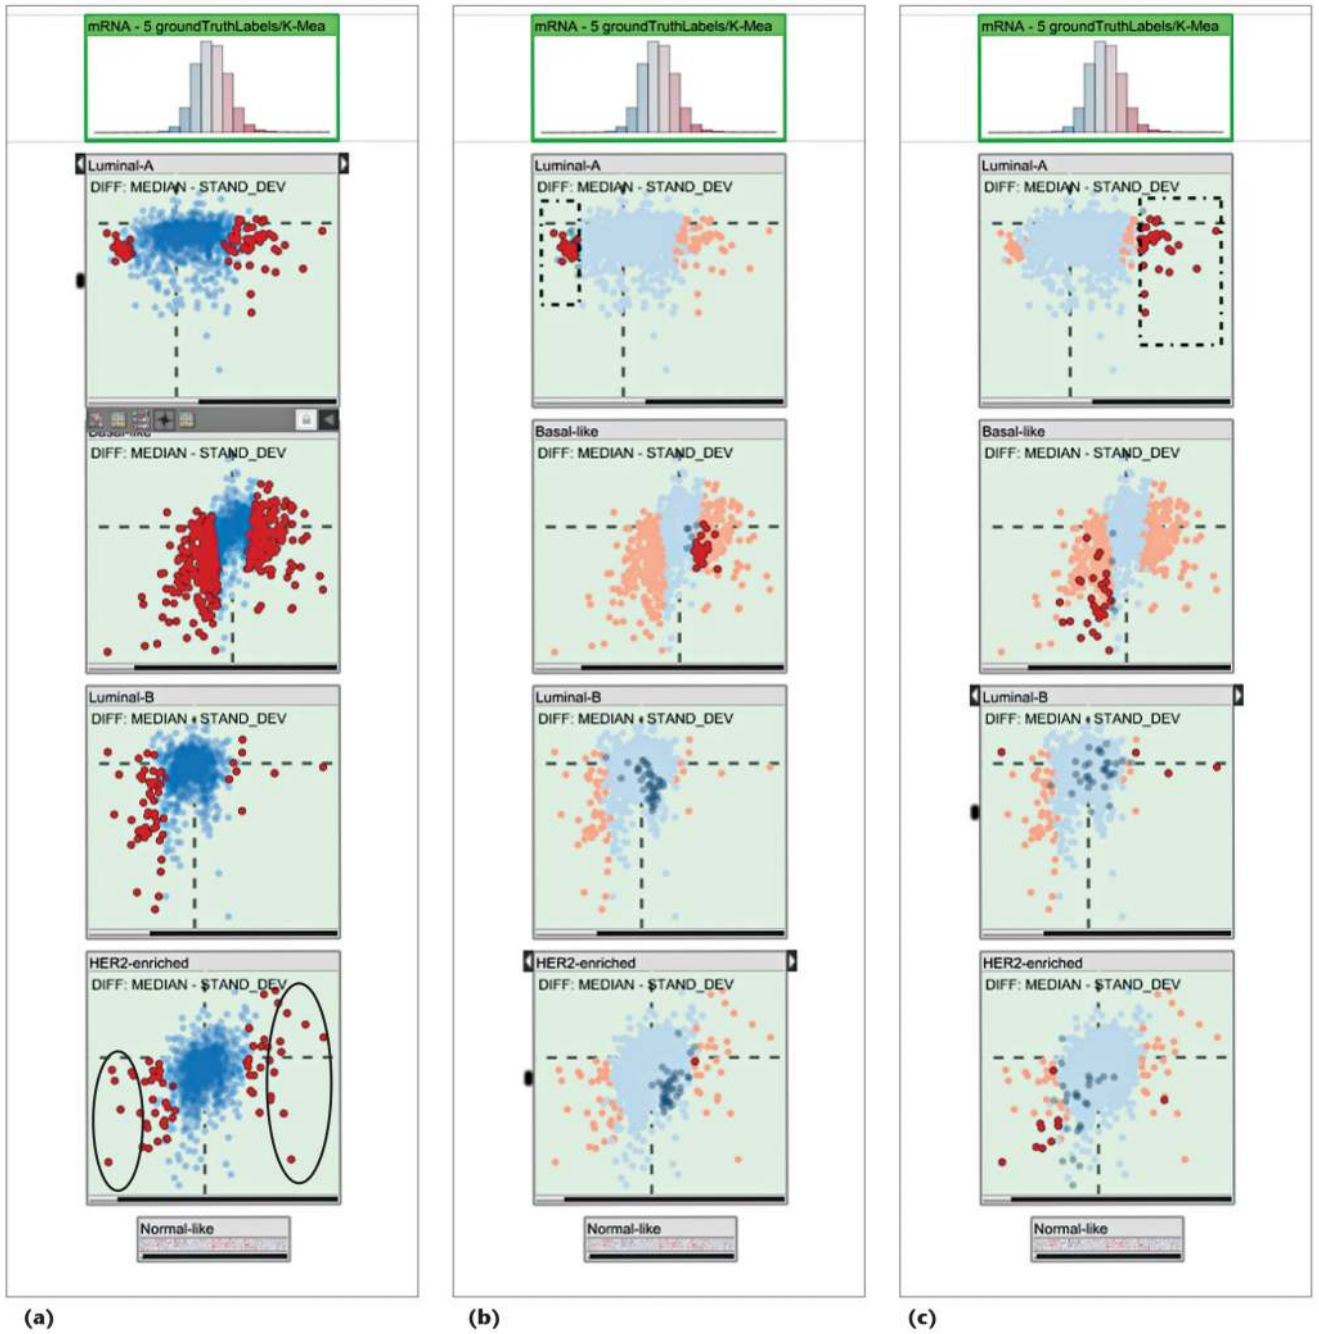 mRNA - 5 groundTruthLabels/K-Mea
Luminal-A
DIFF: MEDIAN - STAND_DEV
Basal-like
DIFF: MEDIAN - STAND_DEV
Luminal-B
DIFF: MEDIAN - STAND_DEV
HER2-enriched
DIFF: MEDIAN - STAND_DEV
Normal-like
(a)
mRNA - 5 groundTruthLabels/K-Mea
Luminal-A
DIFF: MEDIAN - STAND_DEV
Basal-like
DIFF: MEDIAN - STAND_DEV
Luminal-B
DIFF: MEDIAN - STAND_DEV
HER2-enriched
DIFF: MEDIAN - STAND_DEV
Normal-like
(b)
mRNA - 5 groundTruthLabels/K-Mea
Luminal-A
DIFF: MEDIAN - STAND_DEV
Basal-like
DIFF: MEDIAN - STAND_DEV
Luminal-B
DIFF: MEDIAN - STAND_DEV
HER2-enriched
DIFF: MEDIAN - STAND_DEV
Normal-like
(c)